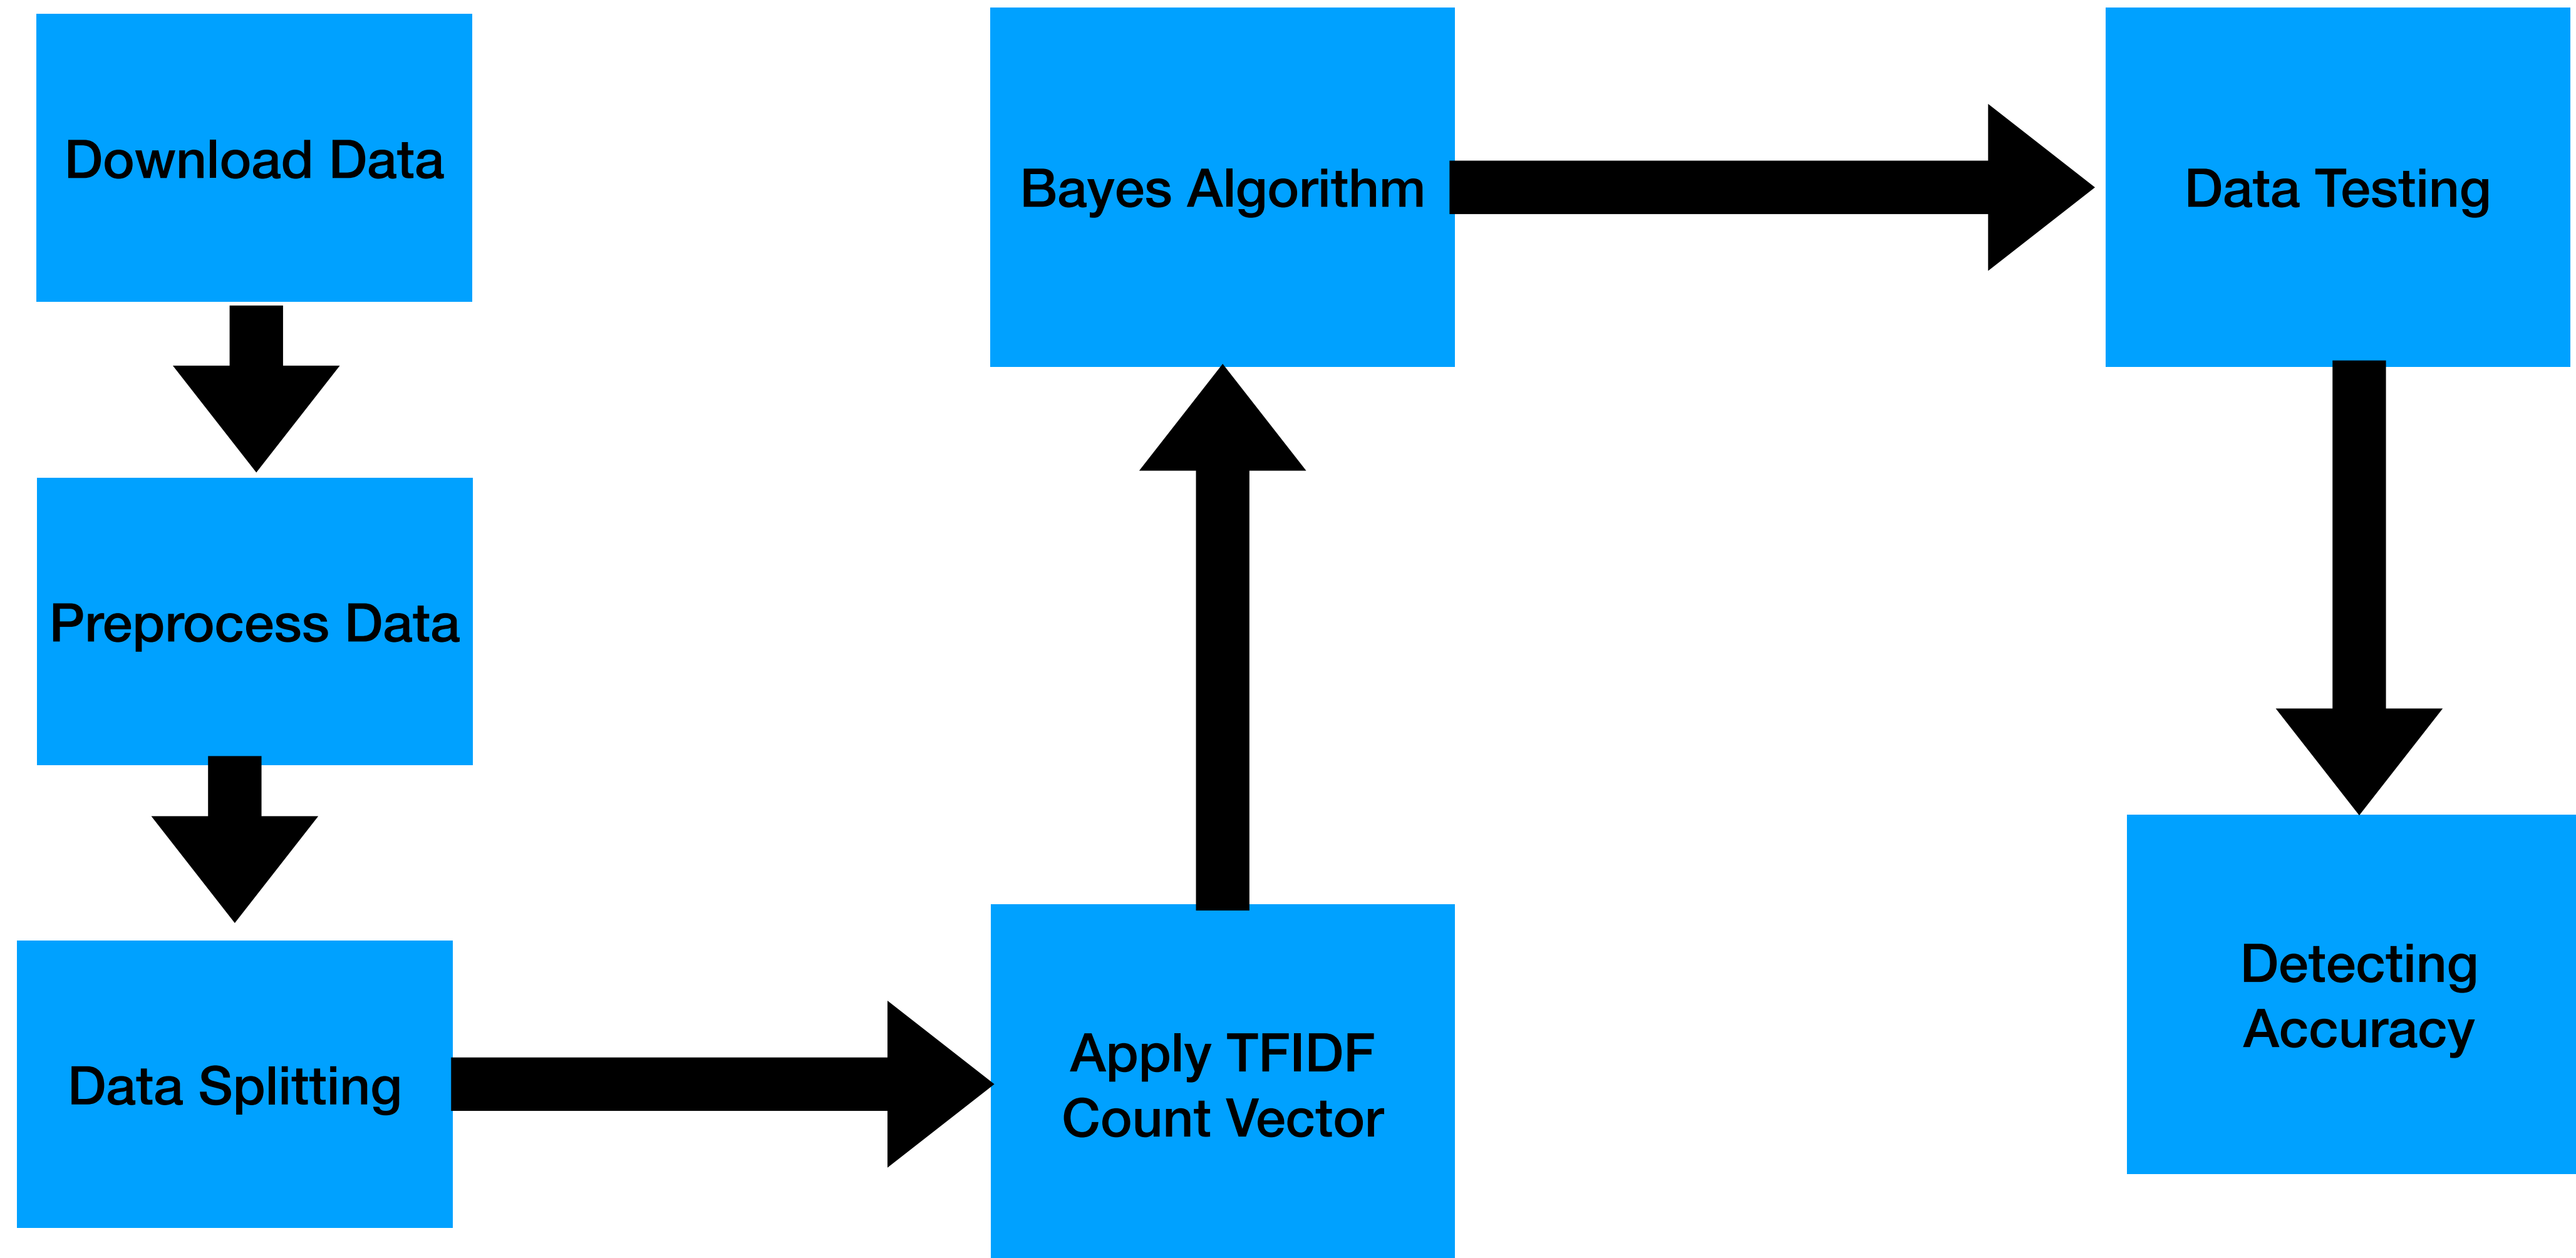 Download Data
Preprocess Data
Data Splitting
Apply TFIDF
Count Vector
Bayes Algorithm
Data Testing
Detecting
Accuracy